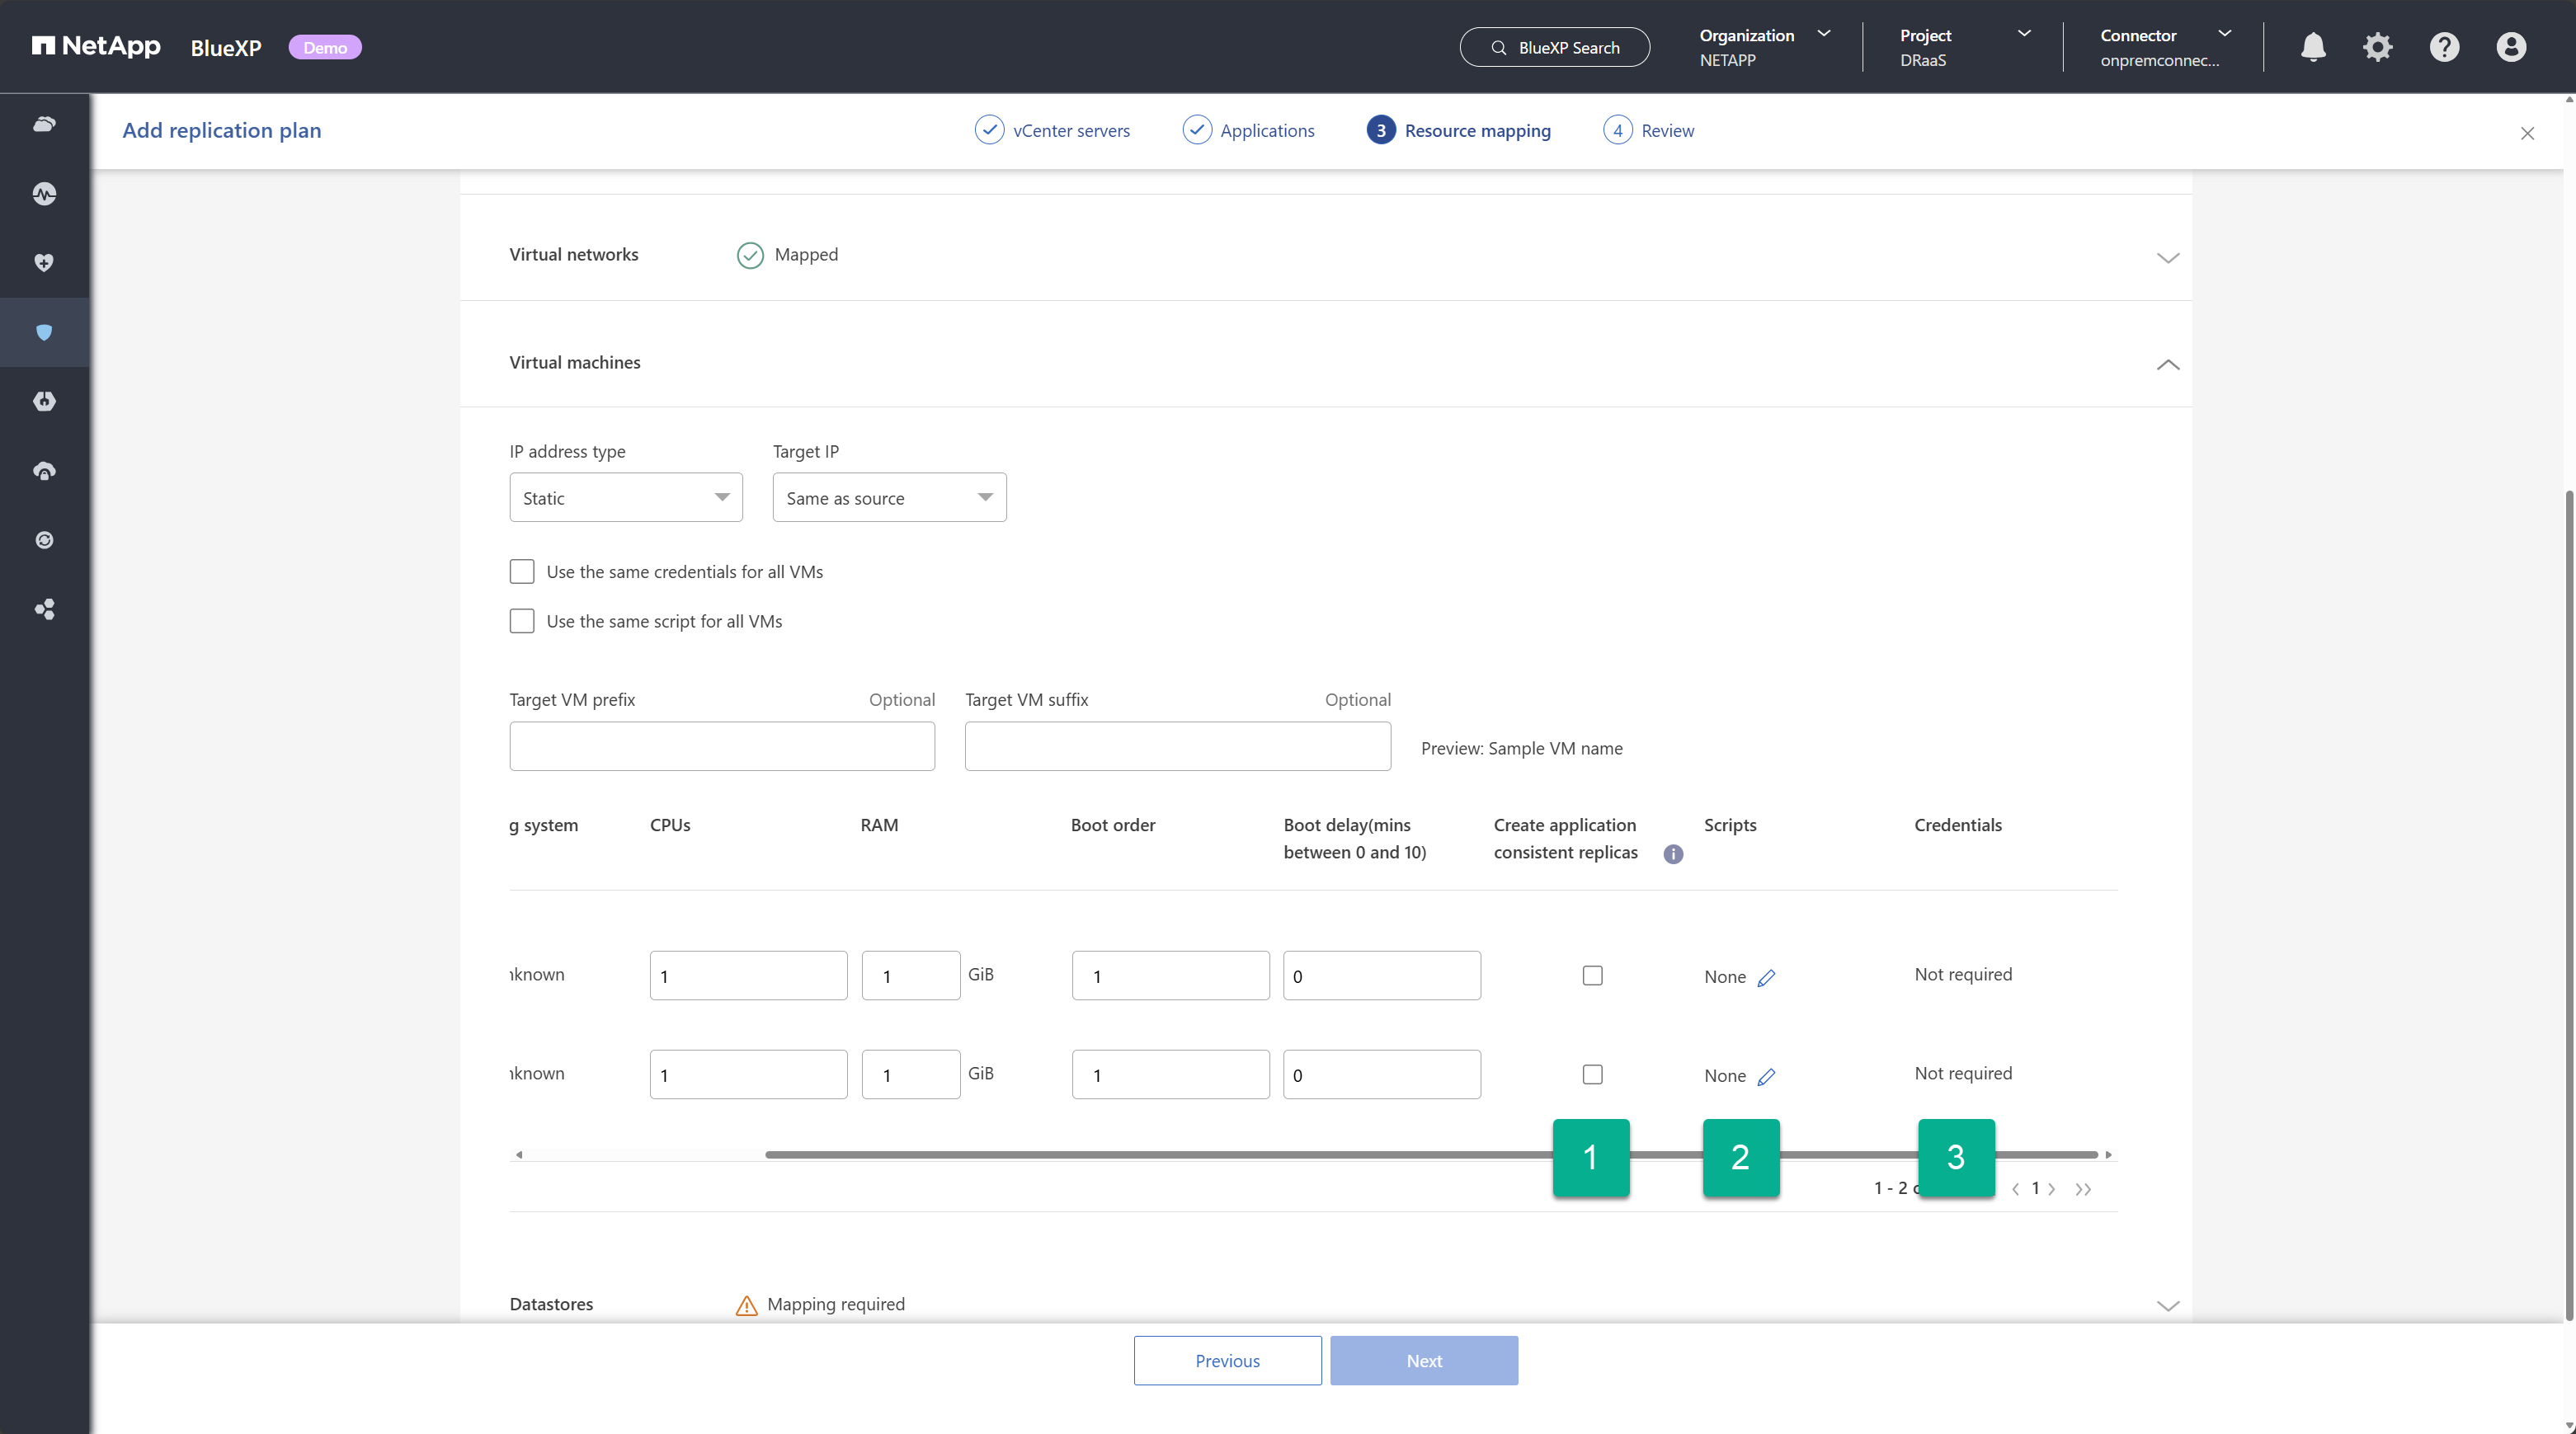 NetApp BlueXP Demo
BlueXP Search
Organization
NETAPP
Project
DRaaS
Connector
onpremconnec...
Add replication plan
vCenter servers
Applications
3 Resource mapping
4 Review
Virtual networks Mapped
Virtual machines
IP address type Target IP
Static Same as source
Use the same credentials for all VMs
Use the same script for all VMs
Target VM prefix Optional Target VM suffix Optional
Preview: Sample VM name
g system CPUs RAM Boot order Boot delay(mins between 0 and 10) Create application consistent replicas Scripts Credentials
nknown 1 1 GiB 1 0 None Not required
nknown 1 1 GiB 1 0 None Not required
1 2 3
1 - 2 1
Datastores Mapping required
Previous Next